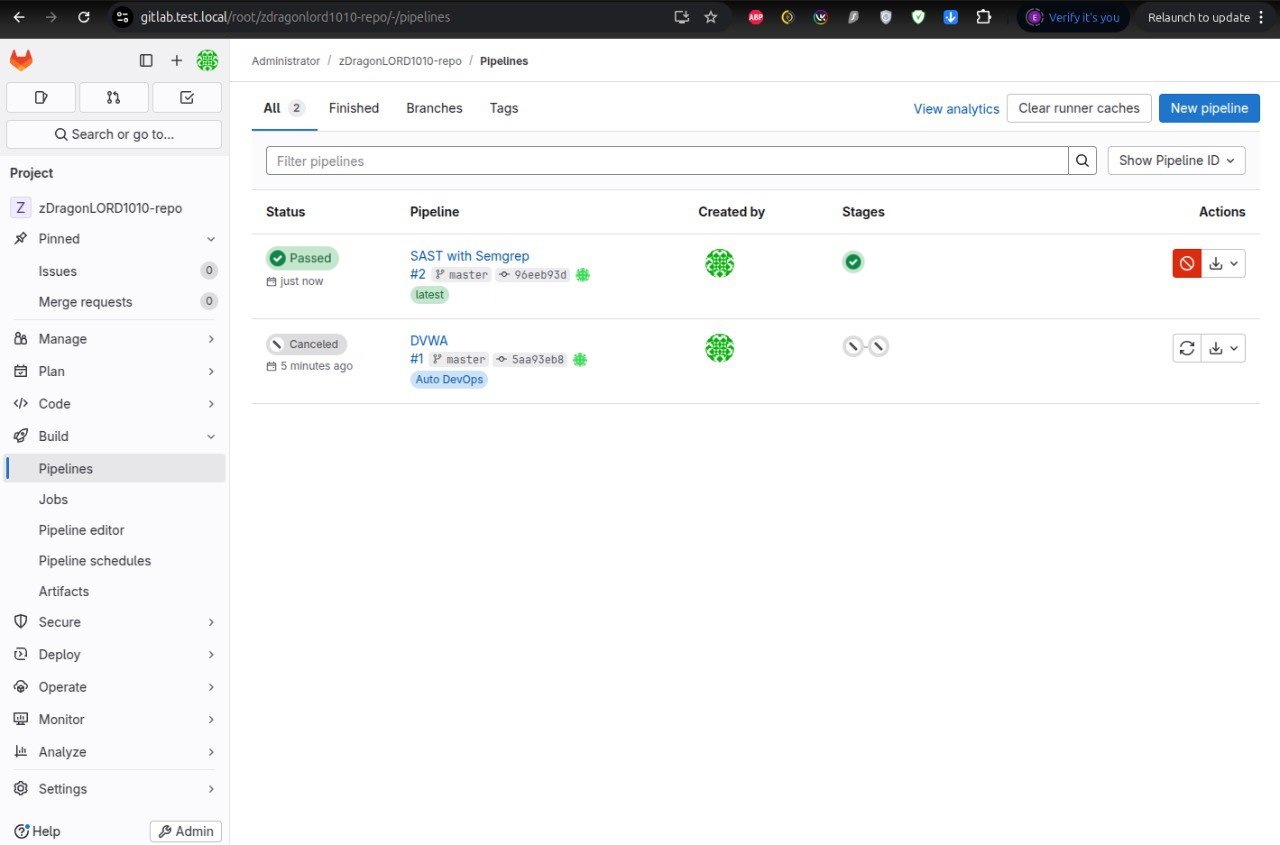 gitlab.test.local/root/zdragonlord1010-repo/-/pipelines
ABP
VK
E Verify it's you
Relaunch to update
Administrator / zDragonLORD1010-repo / Pipelines
All 2 Finished Branches Tags
View analytics Clear runner caches New pipeline
Search or go to...
Filter pipelines
Show Pipeline ID
Project
Z zDragonLORD1010-repo
Pinned
Issues 0
Merge requests 0
Manage
Plan
Code
Build
Pipelines
Jobs
Pipeline editor
Pipeline schedules
Artifacts
Secure
Deploy
Operate
Monitor
Analyze
Settings
Help
Admin
Status Pipeline Created by Stages Actions
Passed
just now
SAST with Semgrep
#2 master 96eeb93d
latest
Canceled
5 minutes ago
DVWA
#1 master 5aa93eb8
Auto DevOps